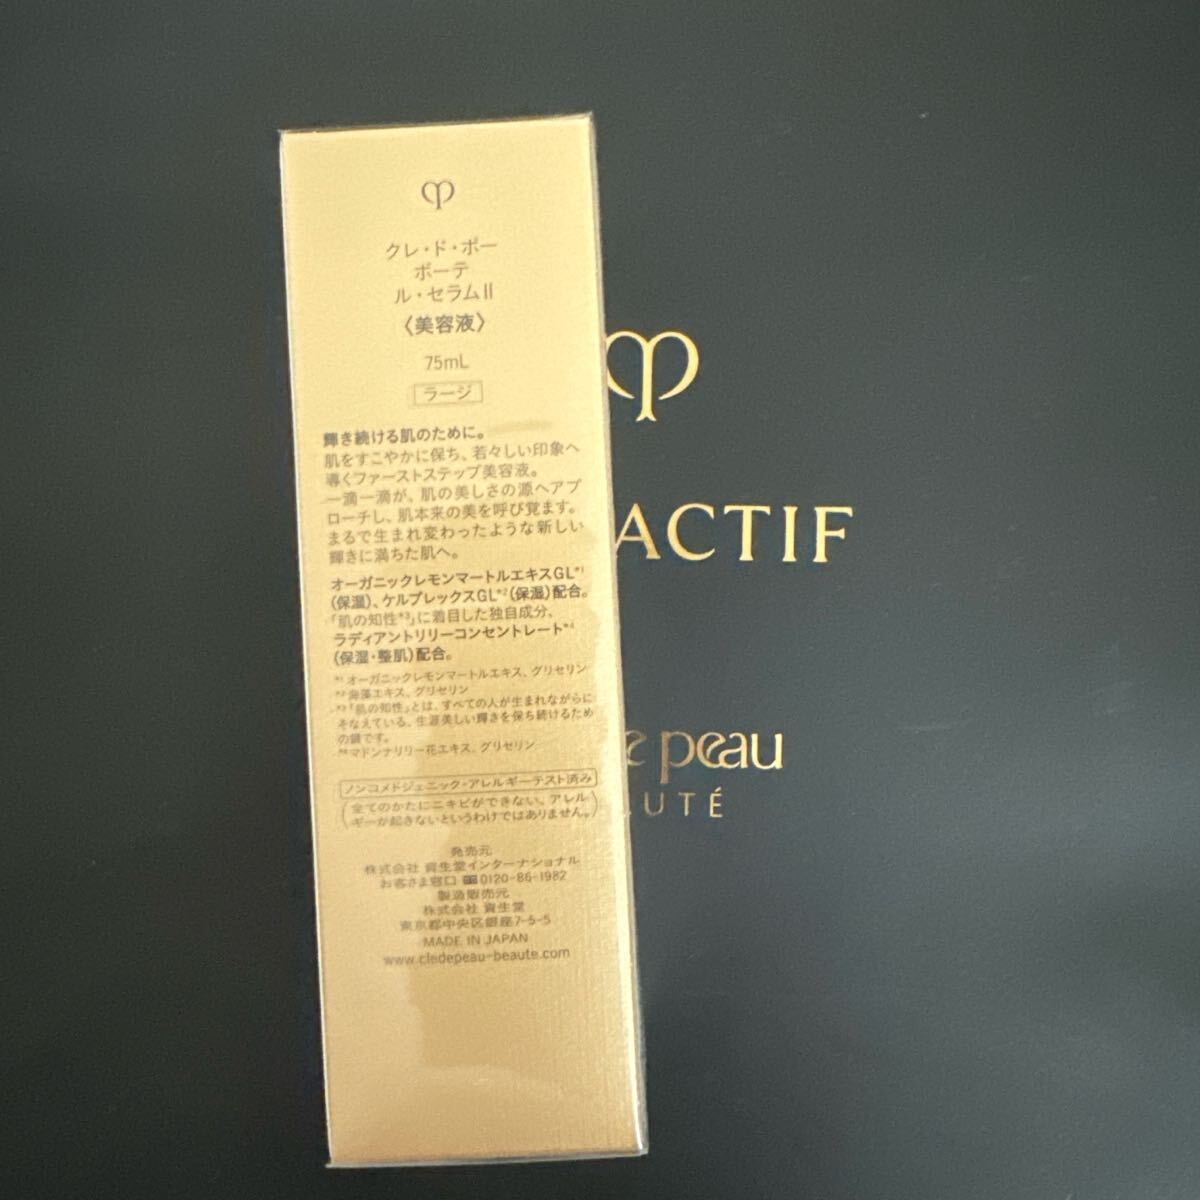 クレ・ド・ポー
ボーテ
ル・セラムII
〈美容液〉
75mL
ラージ
輝き続ける肌のために。
肌をすこやかに保ち、若々しい印象へ
導くファーストステップ美容液。
一滴一滴が、肌の美しさの源へアプ
ローチし、肌本来の美を呼び覚ます。
まるで生まれ変わったような新しい
輝きに満ちた肌へ。
オーガニックレモンマートルエキスGL*1
(保湿)、ケルプレックスGL*2(保湿)配合。
「肌の知性*3」に着目した独自成分、
ラディアントリリーコンセントレート*4
(保湿・整肌)配合。
*1 オーガニックレモンマートルエキス、グリセリン
*2 海藻エキス、グリセリン
*3「肌の知性」とは、すべての人が生まれながらに
そなえている、生涯美しい輝きを保ち続けるため
の鍵です。
*4 マドンナリリー花エキス、グリセリン
ノンコメドジェニック・アレルギーテスト済み
(全てのかたにニキビができない、アレル
ギーが起きないというわけではありません。)
発売元
株式会社 資生堂インターナショナル
お客さま窓口 0120-86-1982
製造販売元
株式会社 資生堂
東京都中央区銀座7-5-5
MADE IN JAPAN
www.cledepeau-beaute.com
ACTIF
e peau
UTÉ